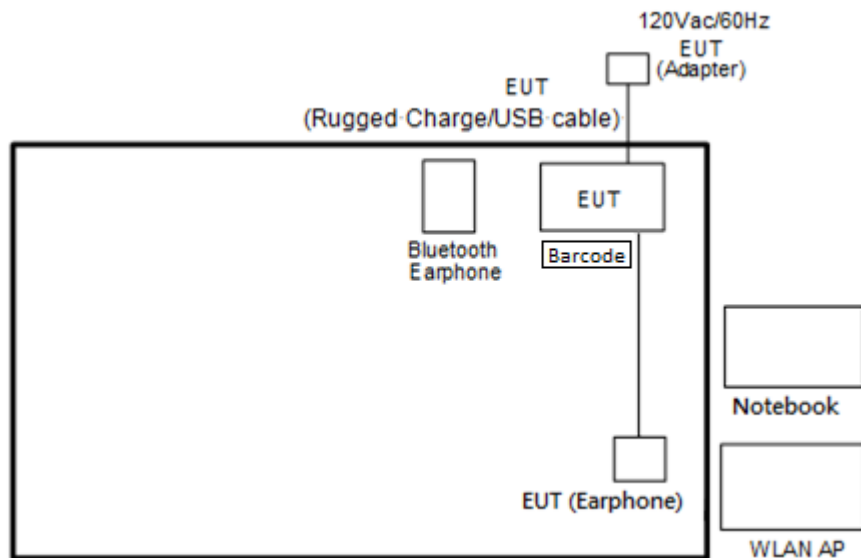 120Vac/60Hz
EUT
(Adapter)
EUT
(Rugged Charge/USB cable)
EUT
Bluetooth
Earphone
Barcode
Notebook
EUT (Earphone)
WLAN AP